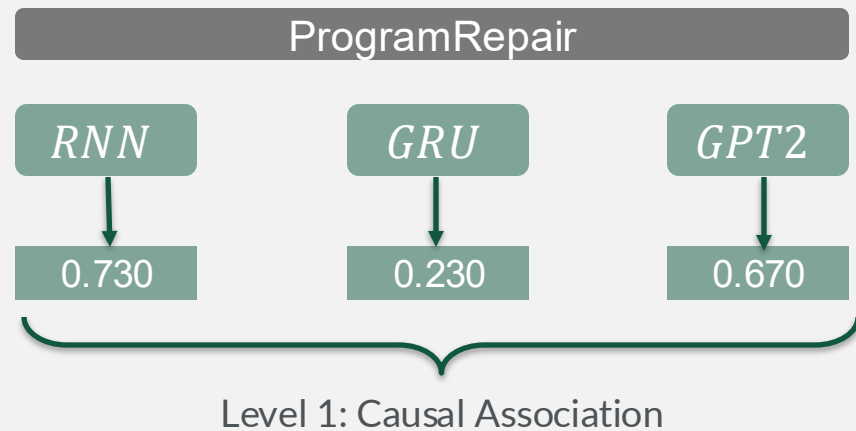 ProgramRepair
RNN GRU GPT2
0.730 0.230 0.670
Level 1: Causal Association